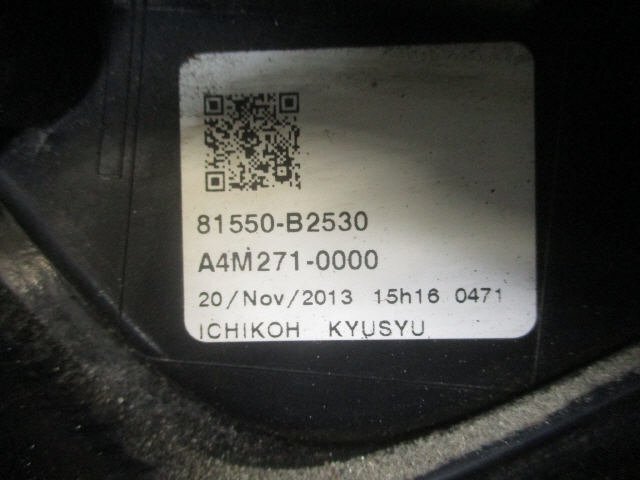 81550-B2530
A4M271-0000
20/Nov/2013 15h16 0471
ICHIKOH KYUSYU